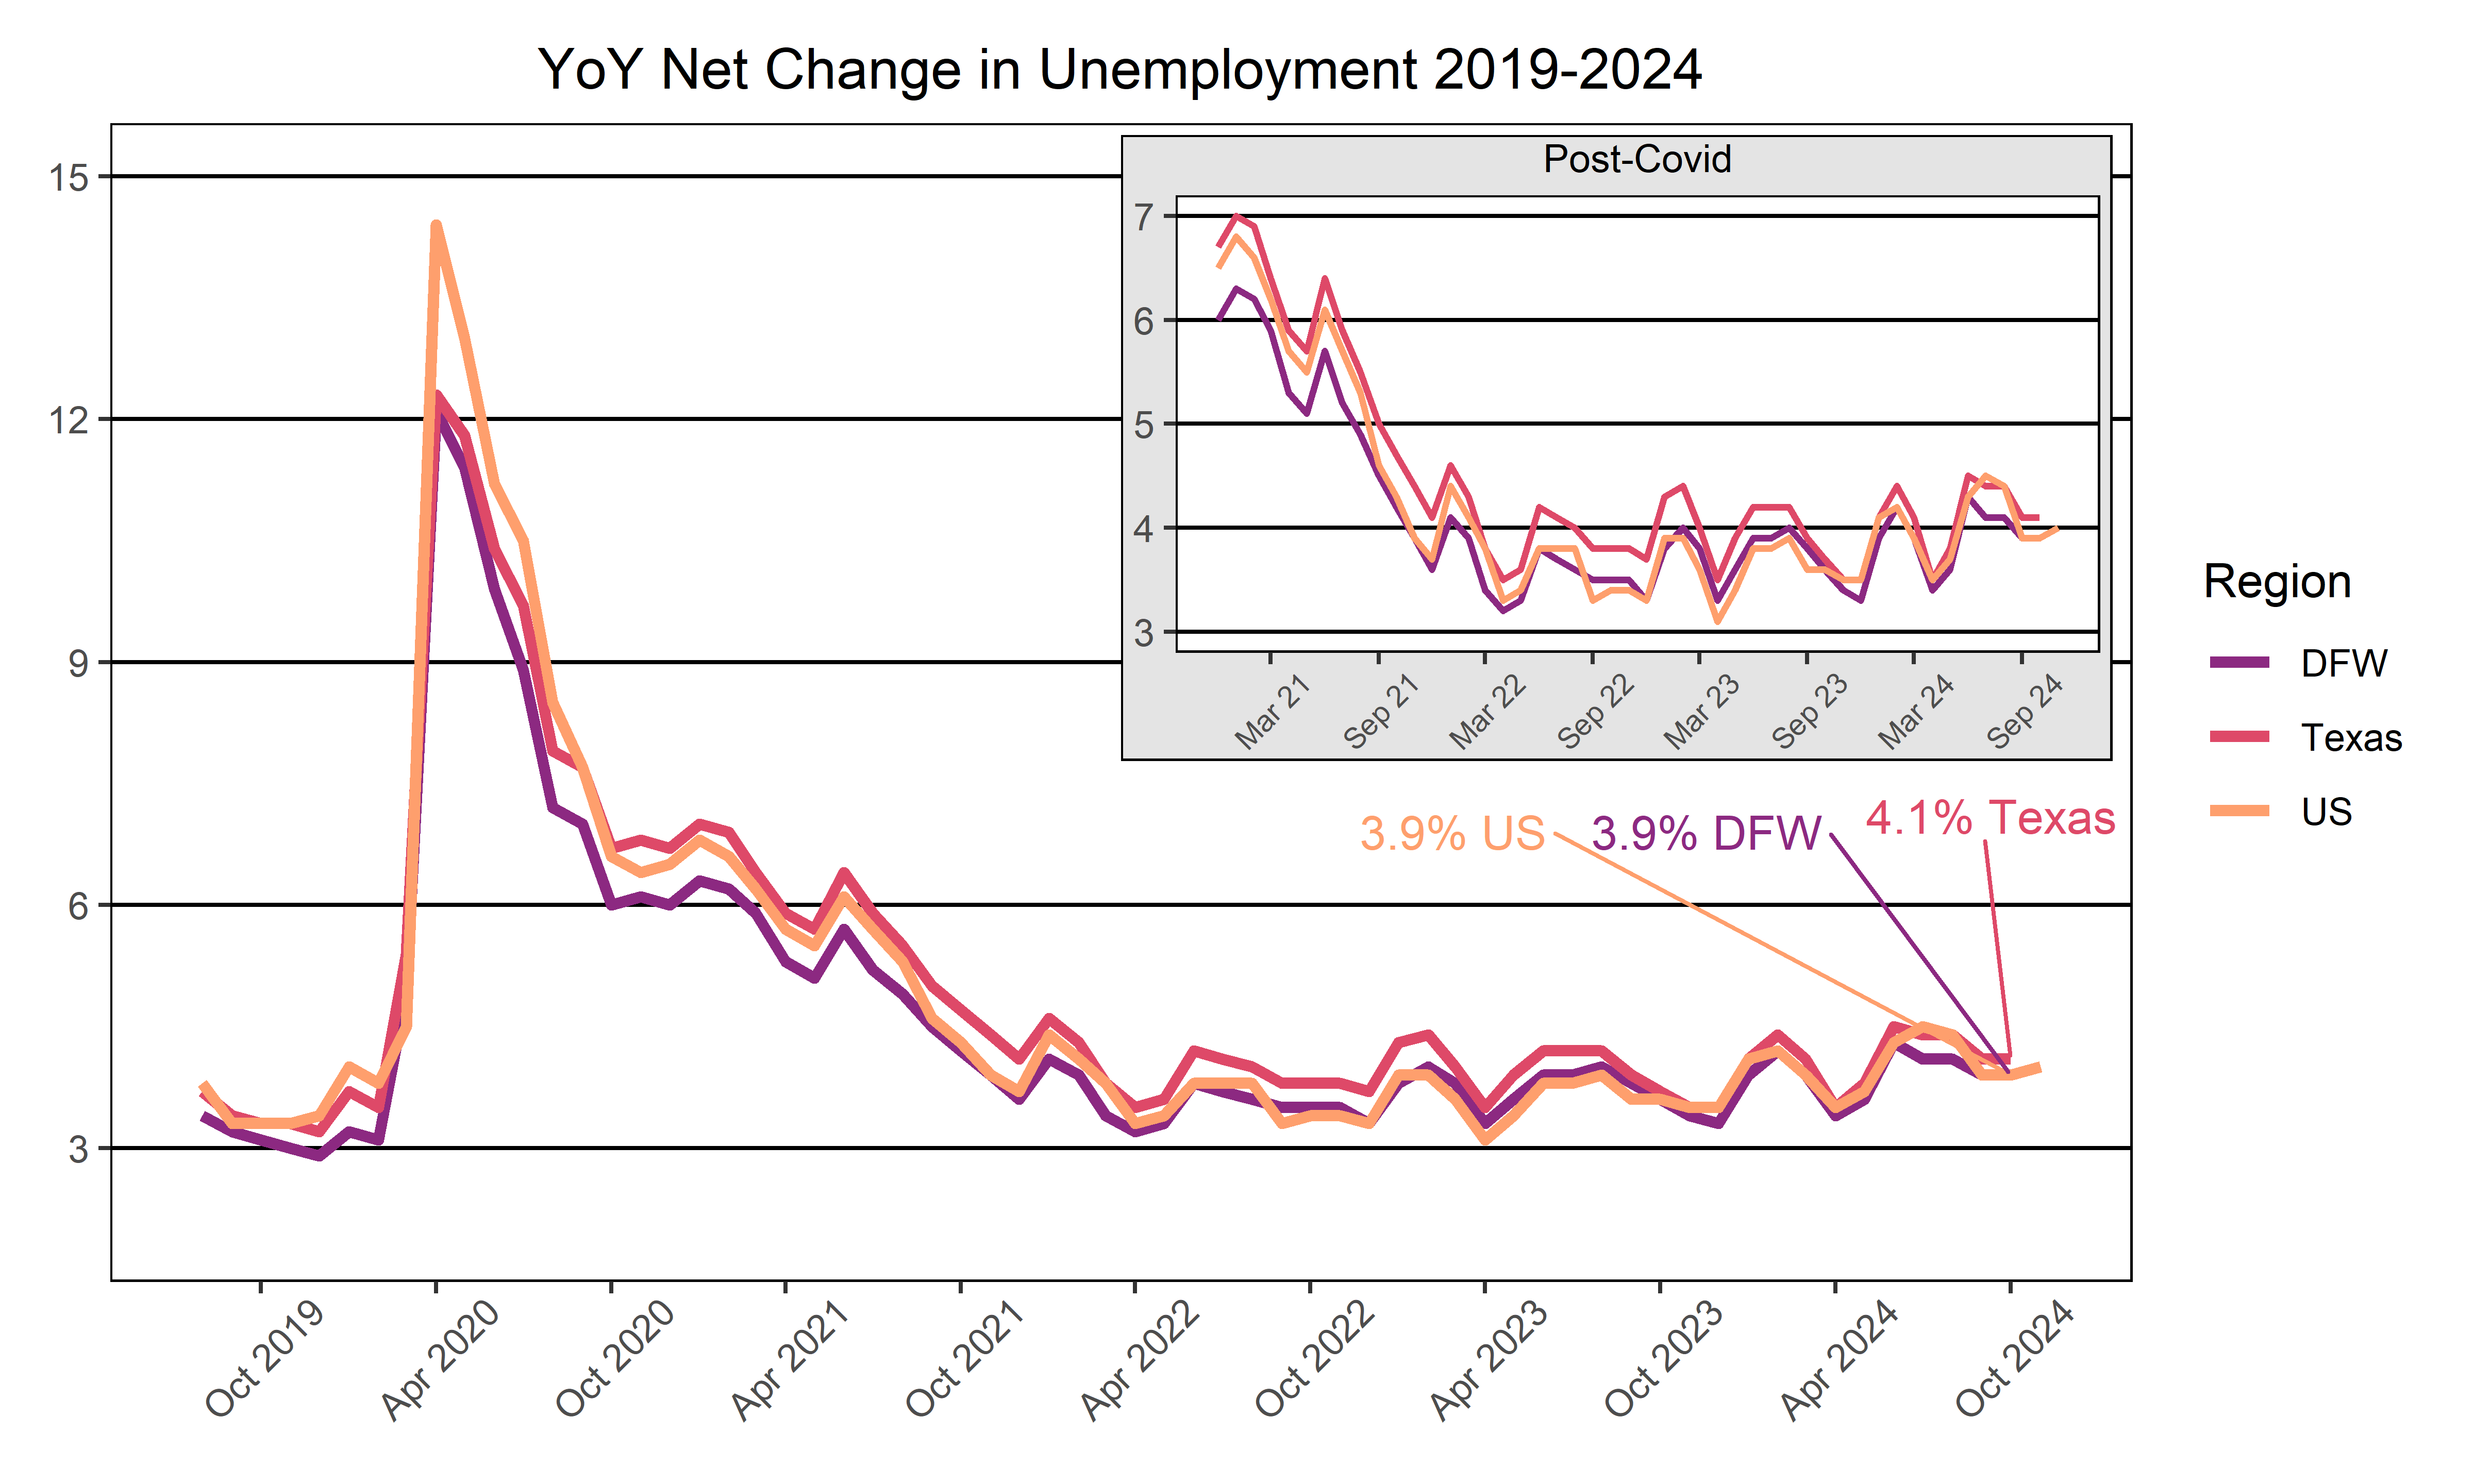 YoY Net Change in Unemployment 2019-2024
15
12
9
6
3
Post-Covid
7
6
5
4
3
Mar 21
Sep 21
Mar 22
Sep 22
Mar 23
Sep 23
Mar 24
Sep 24
3.9% US
3.9% DFW
4.1% Texas
Oct 2019
Apr 2020
Oct 2020
Apr 2021
Oct 2021
Apr 2022
Oct 2022
Apr 2023
Oct 2023
Apr 2024
Oct 2024
Region
DFW
Texas
US